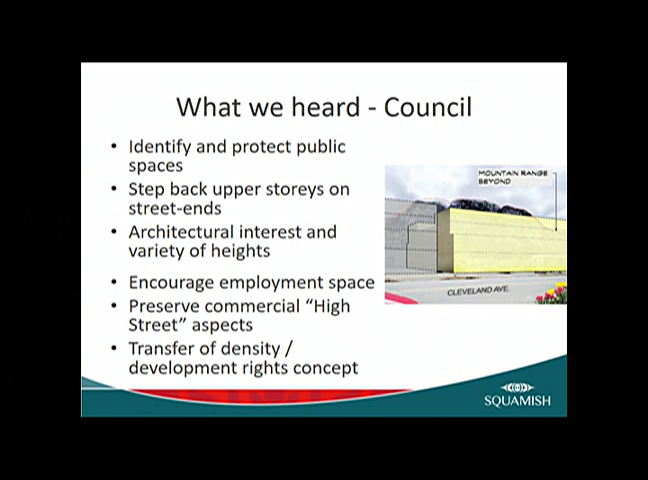 What we heard - Council
• Identify and protect public
spaces
• Step back upper storeys on
street-ends
• Architectural interest and
variety of heights
• Encourage employment space
• Preserve commercial “High
Street” aspects
• Transfer of density /
development rights concept
MOUNTAIN RANGE
BEYOND
CLEVELAND AVE.
SQUAMISH